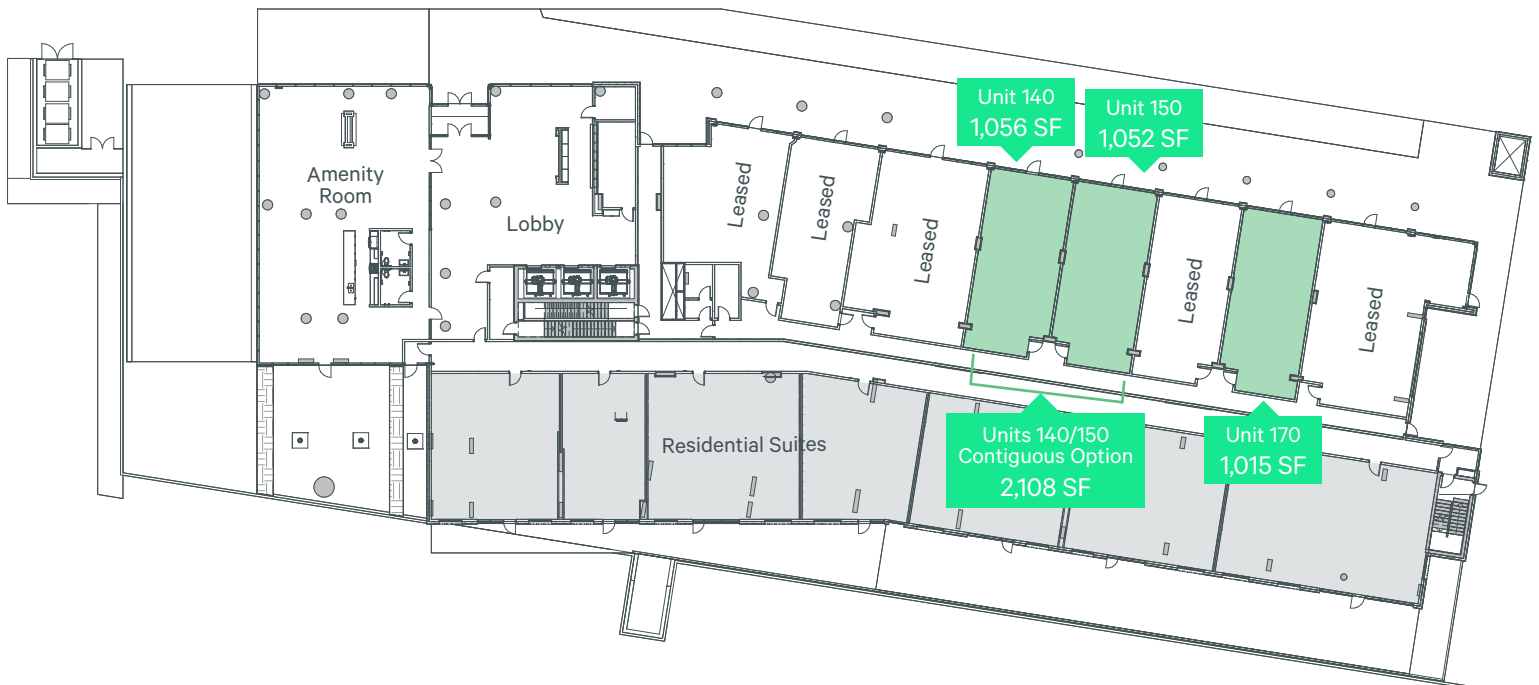 Unit 140
1,056 SF
Unit 150
1,052 SF
Amenity
Room
Lobby
Leased
Leased
Leased
Leased
Leased
Residential Suites
Units 140/150
Contiguous Option
2,108 SF
Unit 170
1,015 SF